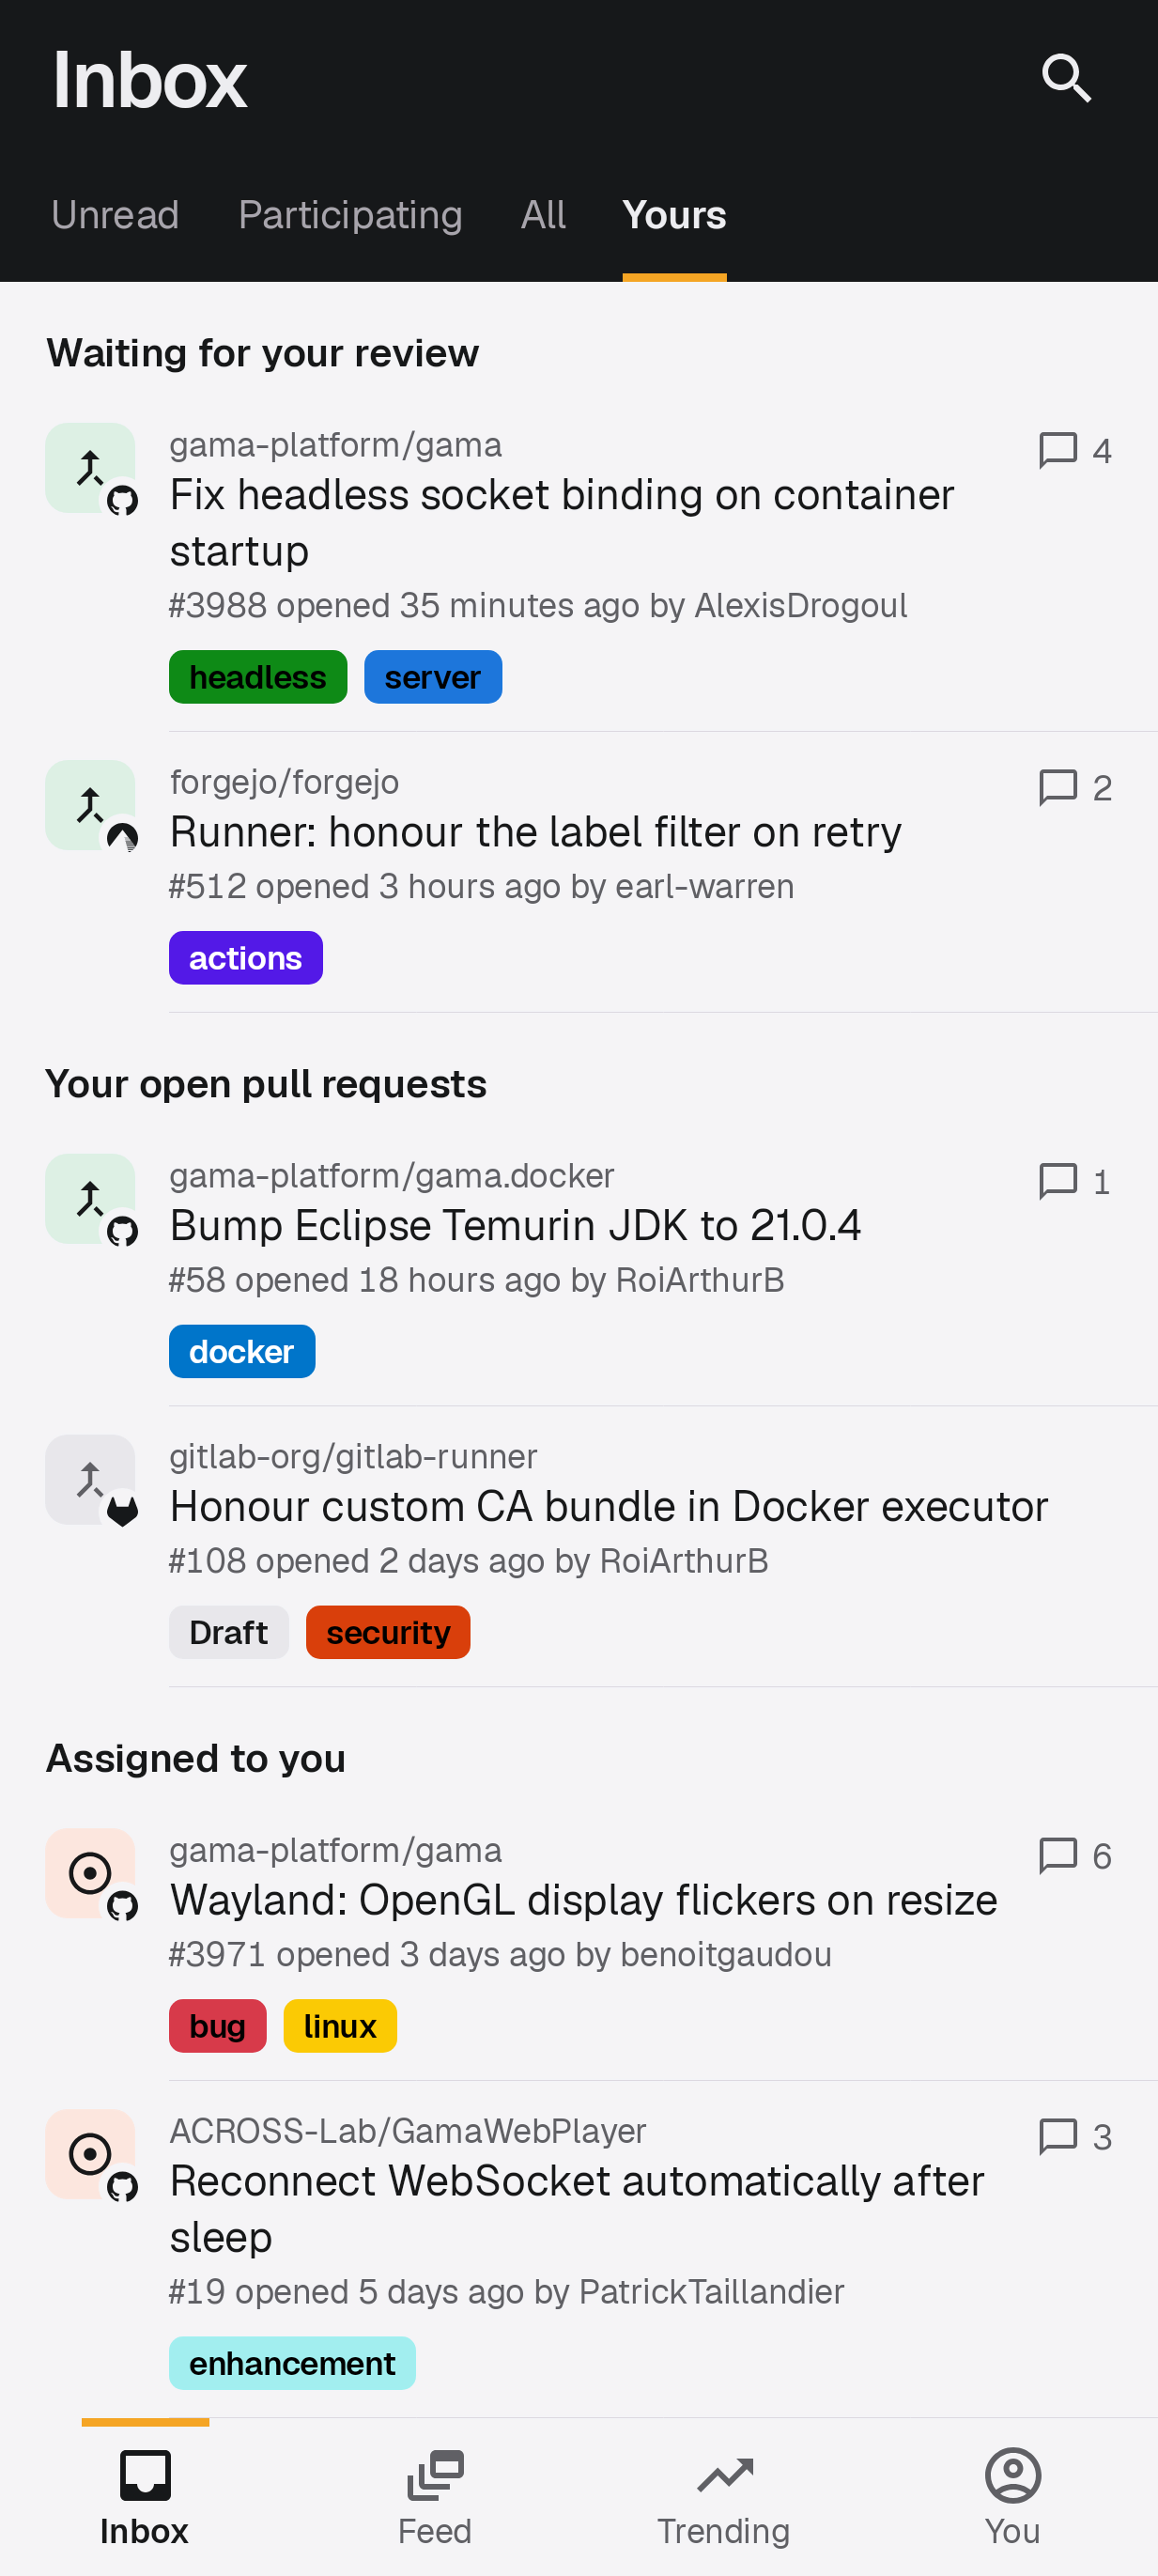 Inbox
Unread Participating All Yours
Waiting for your review
gama-platform/gama 4
Fix headless socket binding on container
startup
#3988 opened 35 minutes ago by AlexisDrogoul
headless server
forgejo/forgejo 2
Runner: honour the label filter on retry
#512 opened 3 hours ago by earl-warren
actions
Your open pull requests
gama-platform/gama.docker 1
Bump Eclipse Temurin JDK to 21.0.4
#58 opened 18 hours ago by RoiArthurB
docker
gitlab-org/gitlab-runner
Honour custom CA bundle in Docker executor
#108 opened 2 days ago by RoiArthurB
Draft security
Assigned to you
gama-platform/gama 6
Wayland: OpenGL display flickers on resize
#3971 opened 3 days ago by benoitgaudou
bug linux
ACROSS-Lab/GamaWebPlayer 3
Reconnect WebSocket automatically after
sleep
#19 opened 5 days ago by PatrickTaillandier
enhancement
Inbox Feed Trending You